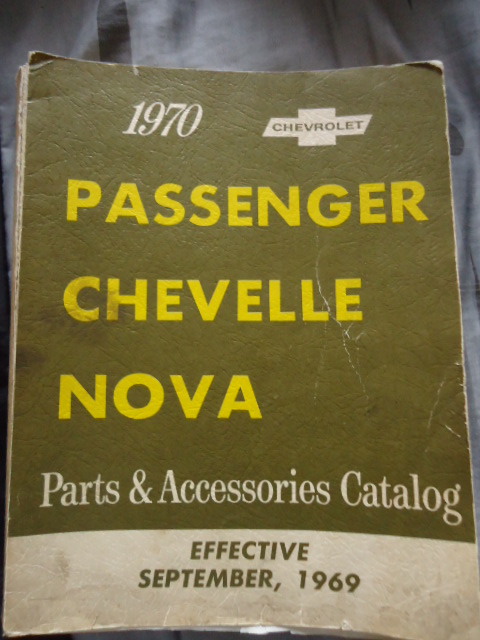 1970 CHEVROLET
PASSENGER
CHEVELLE
NOVA
Parts & Accessories Catalog
EFFECTIVE
SEPTEMBER, 1969